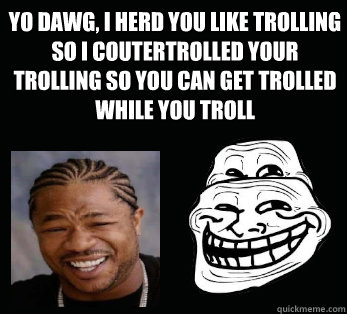 YO DAWG, I HERD YOU LIKE TROLLING
SO I COUTERTROLLED YOUR
TROLLING SO YOU CAN GET TROLLED
WHILE YOU TROLL
quickmeme.com